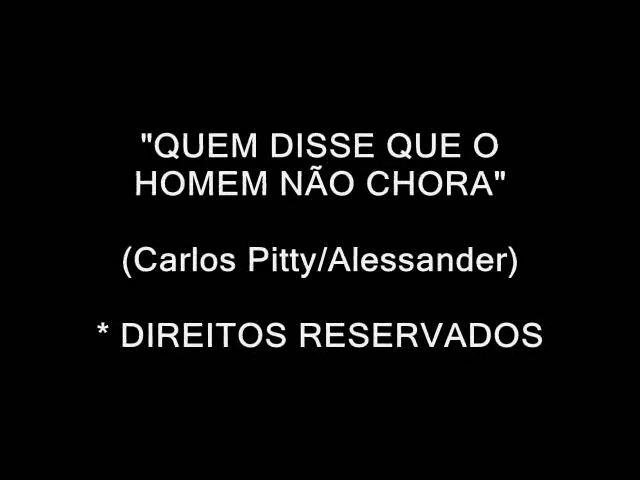 "QUEM DISSE QUE O
HOMEM NÃO CHORA"
(Carlos Pitty/Alessander)
* DIREITOS RESERVADOS